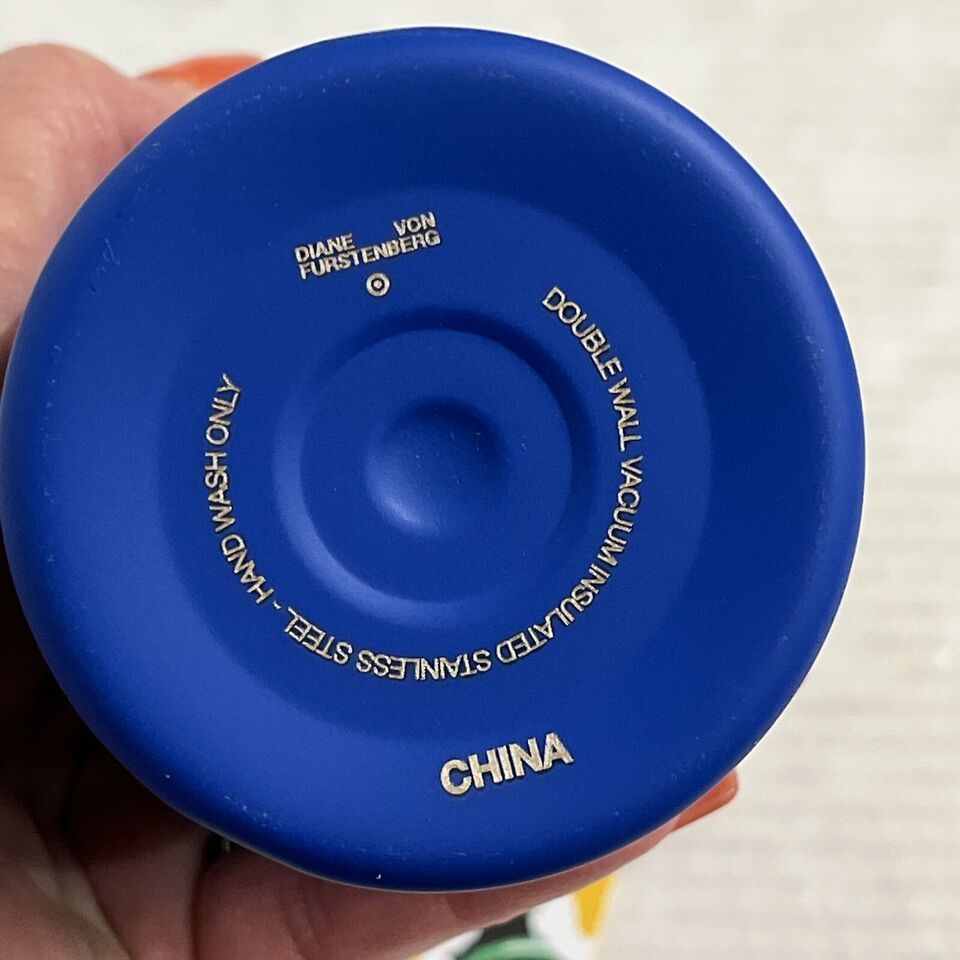 DIANE VON
FURSTENBERG
DOUBLE WALL VACUUM INSULATED STAINLESS STEEL - HAND WASH ONLY
CHINA